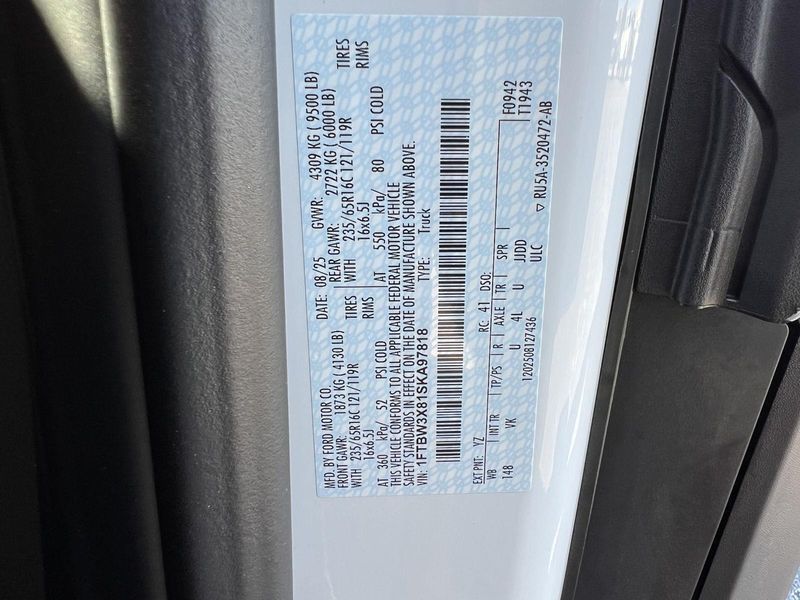 MFD. BY FORD MOTOR CO.
DATE: 08/25 GVWR: 4309 KG ( 9500 LB)
FRONT GAWR: 1873 KG (4130 LB) REAR GAWR: 2722 KG (6000 LB)
WITH 235/65R16C 121/119R WITH 235/65R16C 121/119R TIRES
16x6.5J RIMS 16x6.5J RIMS
AT 360 kPa/ 52 PSI COLD AT 550 kPa/ 80 PSI COLD
THIS VEHICLE CONFORMS TO ALL APPLICABLE FEDERAL MOTOR VEHICLE
SAFETY STANDARDS IN EFFECT ON THE DATE OF MANUFACTURE SHOWN ABOVE.
VIN: 1FTBW3X81SKA97818 TYPE: Truck
F0942
T1943
EXT PNT: YZ RC: 41 DSO:
WB INT TR TP/PS R AXLE TR SPR
148 VK U 4L U JJDD
ULC
1202508127436 ▽ RU5A-3520472-AB